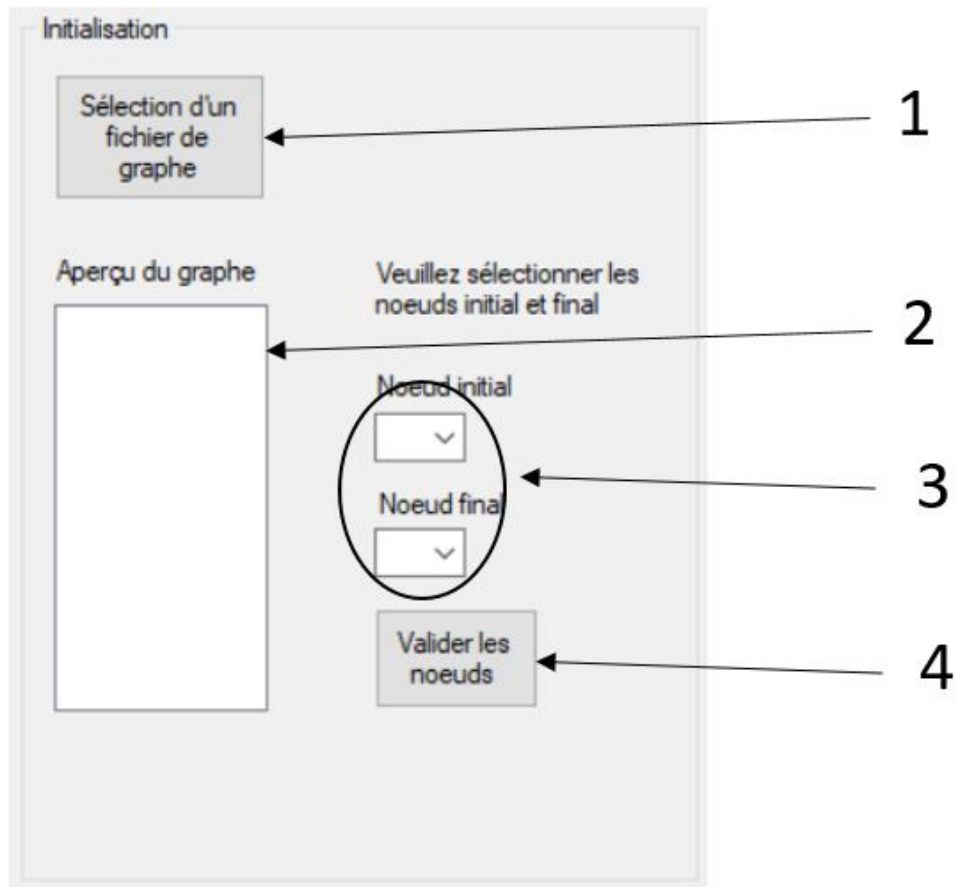 Initialisation
Sélection d'un
fichier de
graphe
1
Aperçu du graphe
Veuillez sélectionner les
noeuds initial et final
2
Noeud initial
3
Noeud final
Valider les
noeuds
4